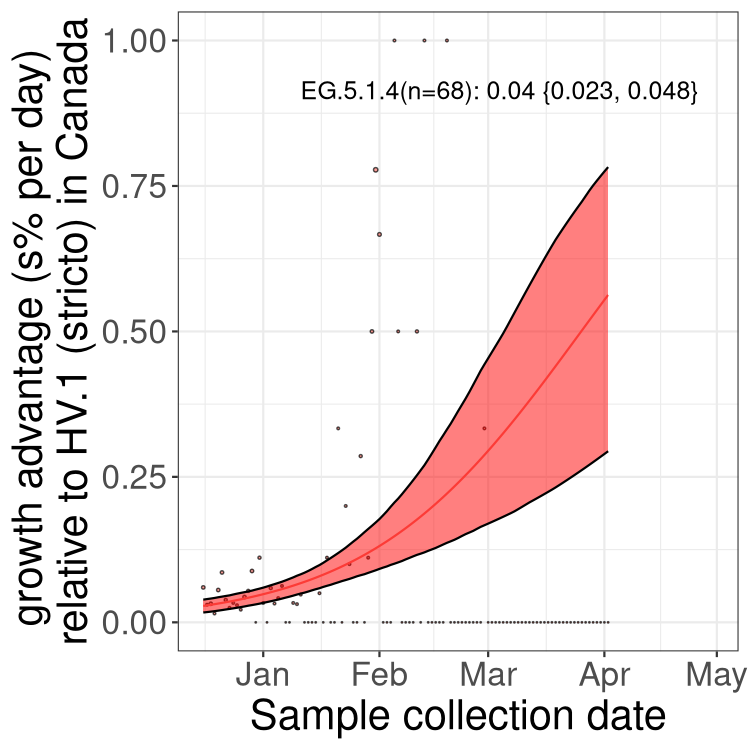 growth advantage (s% per day)
relative to HV.1 (stricto) in Canada
1.00
0.75
0.50
0.25
0.00
EG.5.1.4(n=68): 0.04 {0.023, 0.048}
Jan Feb Mar Apr May
Sample collection date